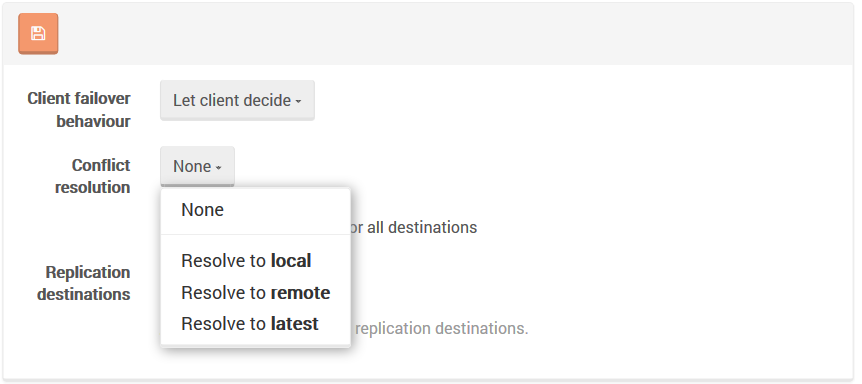 Client failover
behaviour
Let client decide
Conflict
resolution
None
None
or all destinations
Resolve to local
Resolve to remote
Resolve to latest
Replication
destinations
replication destinations.